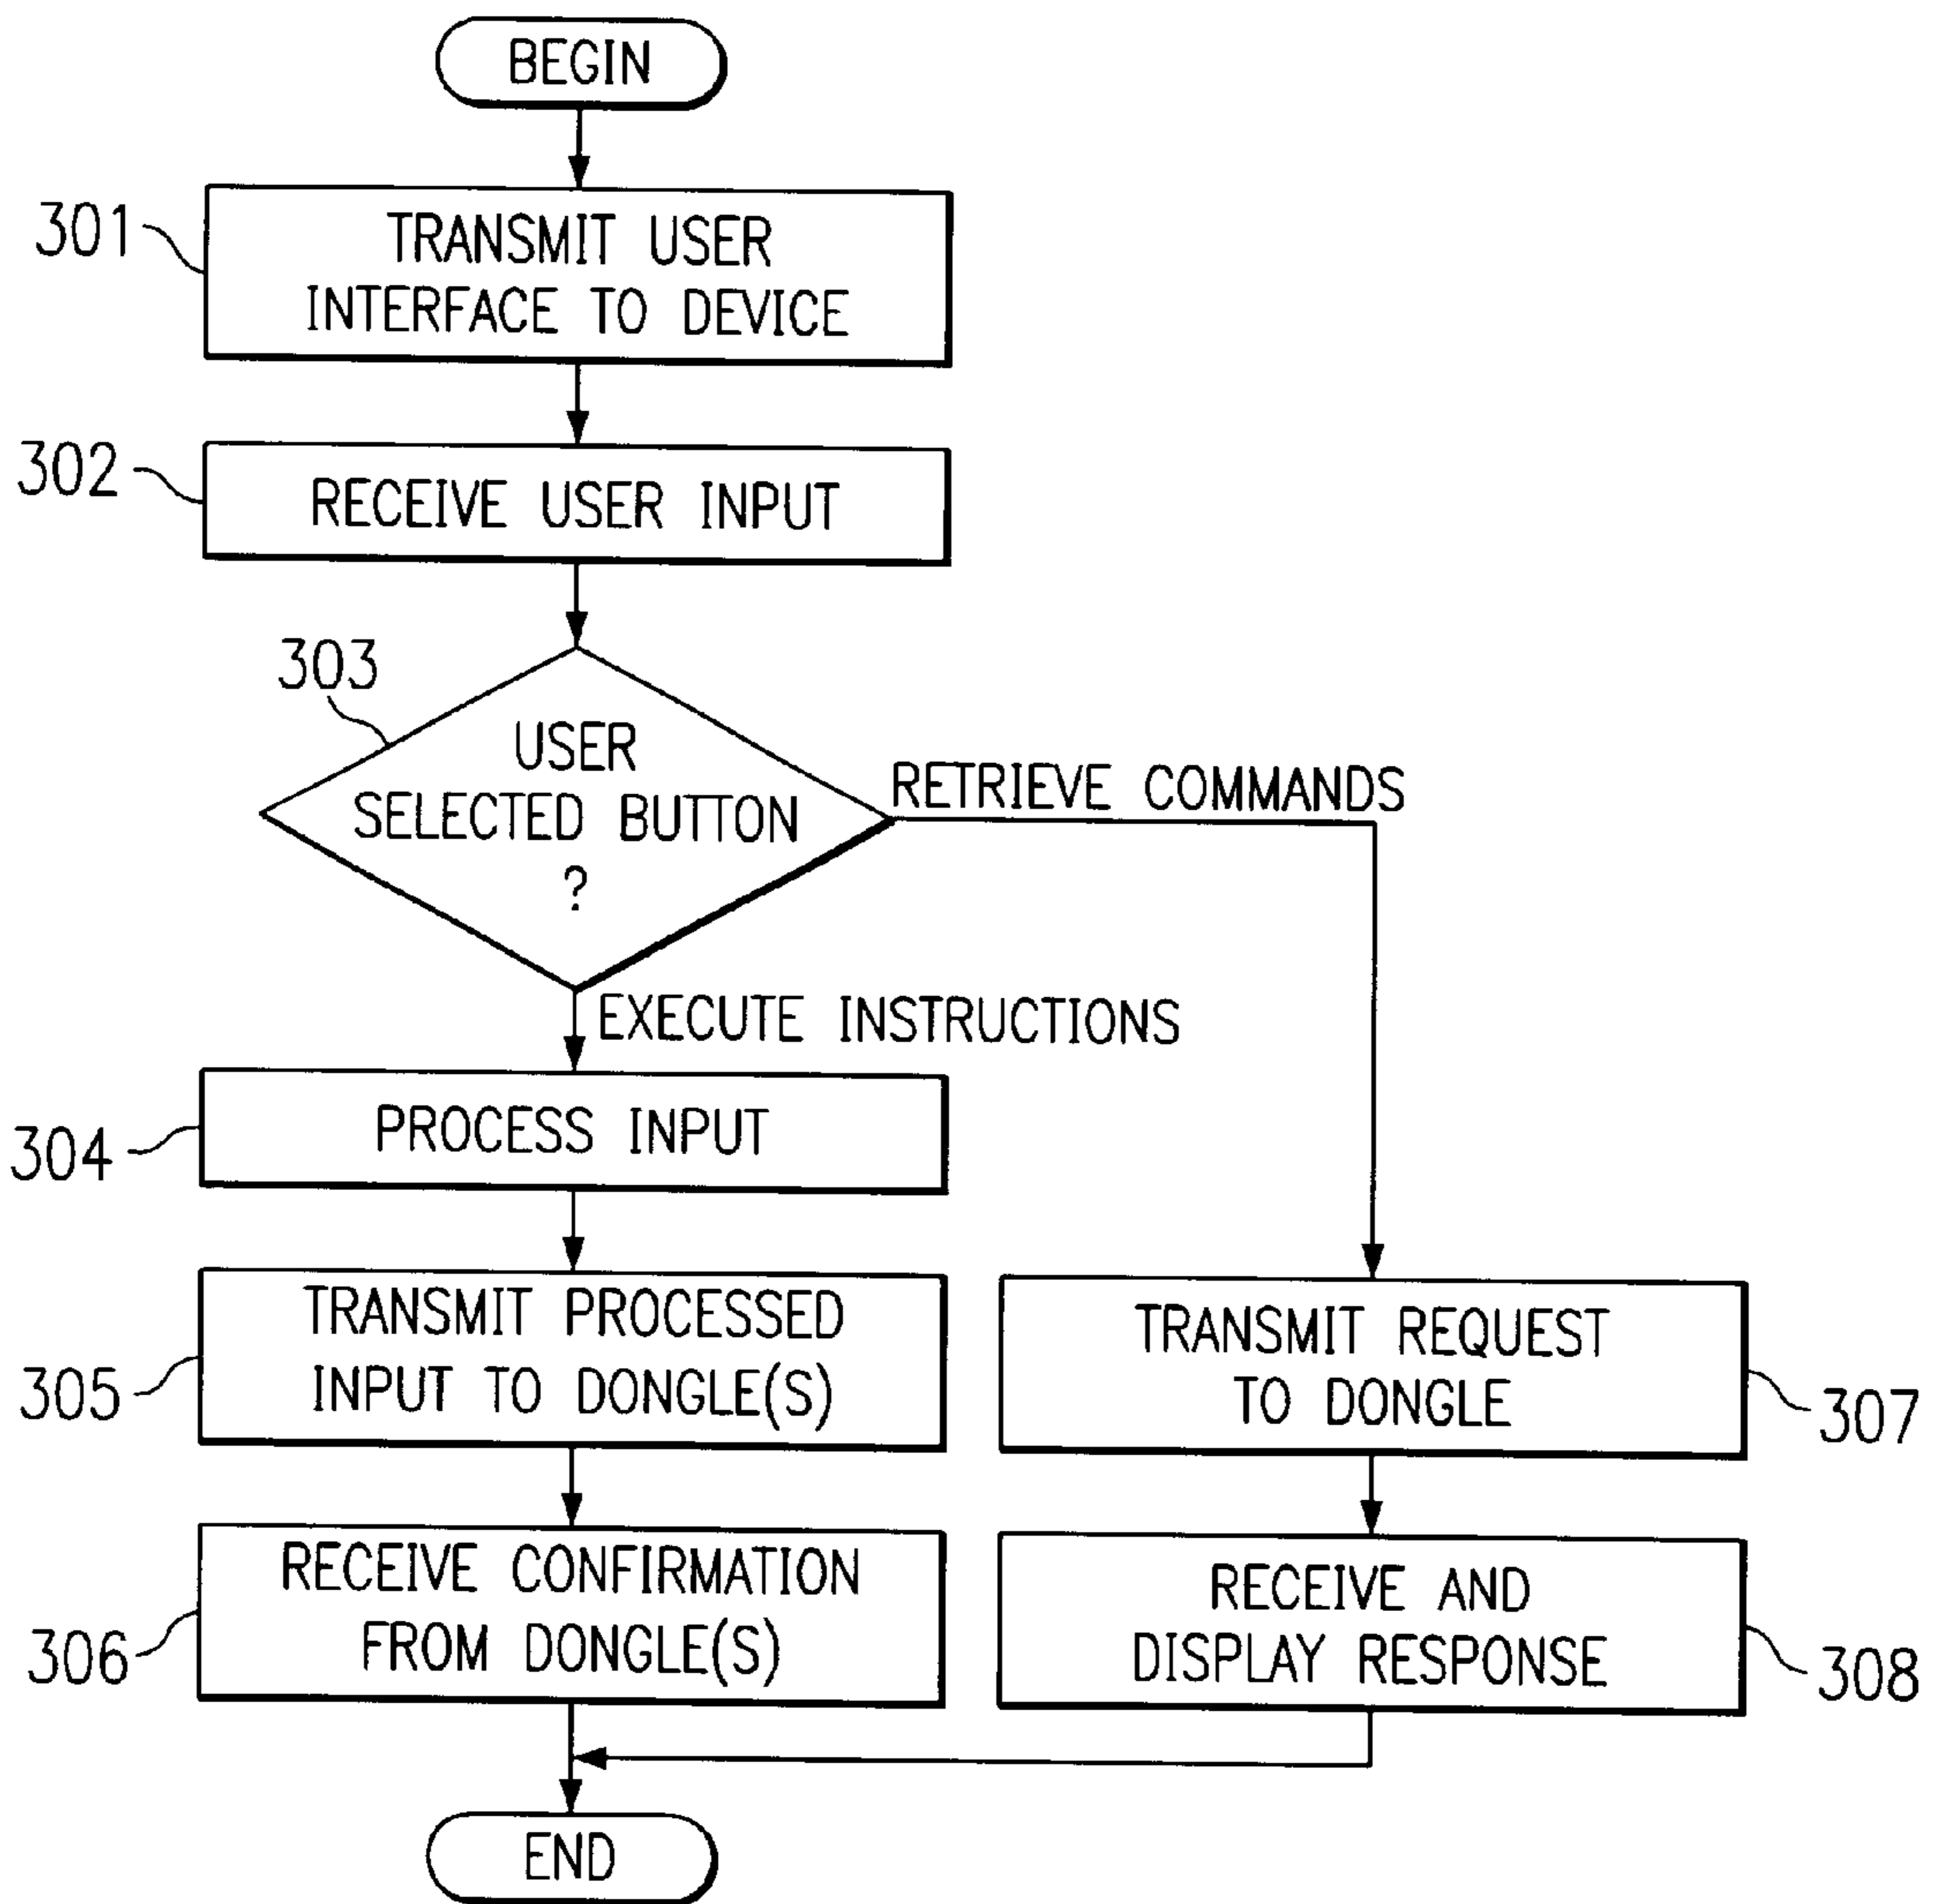 BEGIN
301
TRANSMIT USER
INTERFACE TO DEVICE
302
RECEIVE USER INPUT
303
USER
SELECTED BUTTON
?
RETRIEVE COMMANDS
EXECUTE INSTRUCTIONS
304
PROCESS INPUT
305
TRANSMIT PROCESSED
INPUT TO DONGLE(S)
306
RECEIVE CONFIRMATION
FROM DONGLE(S)
TRANSMIT REQUEST
TO DONGLE
307
RECEIVE AND
DISPLAY RESPONSE
308
END